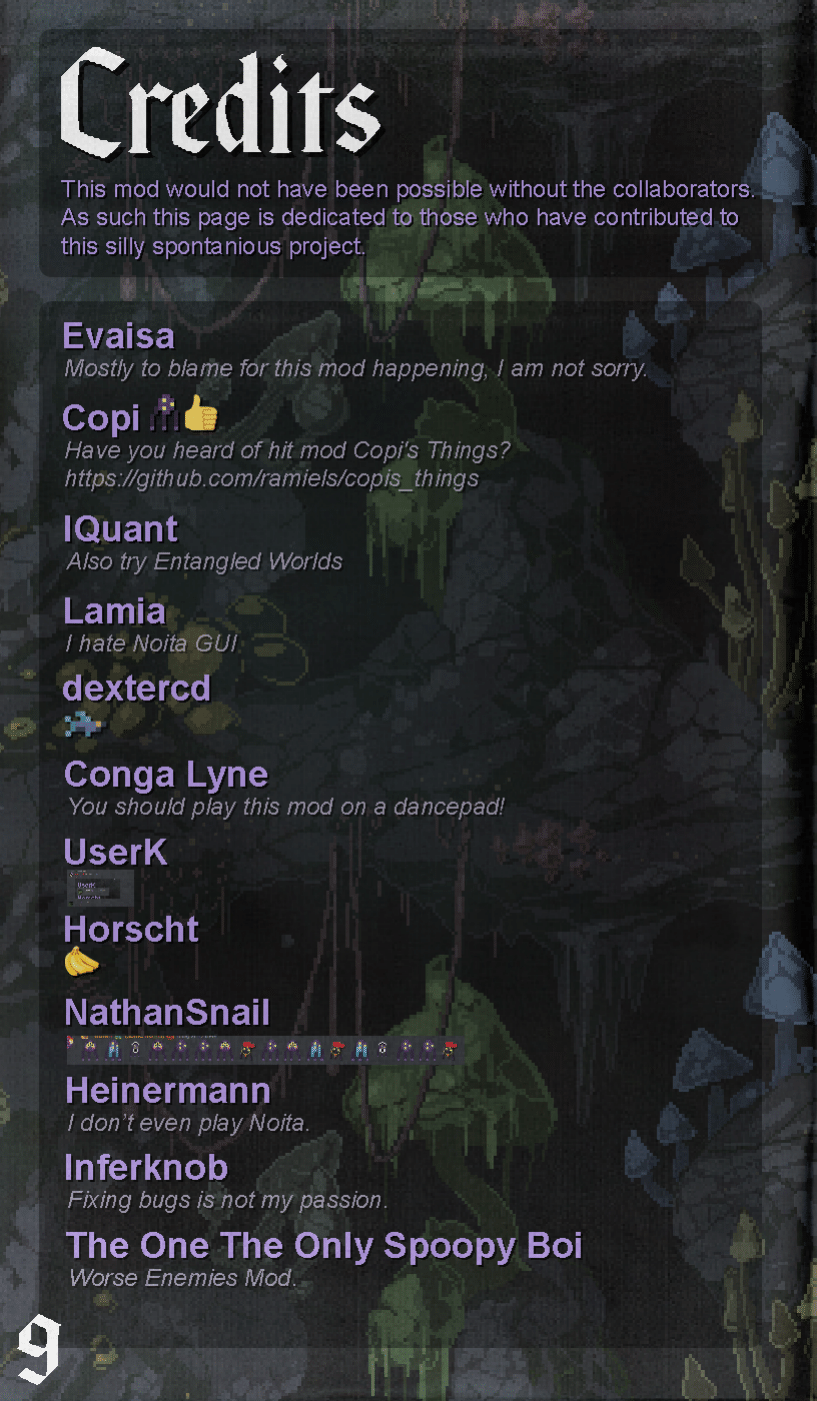 Credits
This mod would not have been possible without the collaborators.
As such this page is dedicated to those who have contributed to
this silly spontanious project.
Evaisa
Mostly to blame for this mod happening, I am not sorry.
Copi
Have you heard of hit mod Copi's Things?
https://github.com/ramiels/copis_things
IQuant
Also try Entangled Worlds
Lamia
I hate Noita GUI
dextercd
Conga Lyne
You should play this mod on a dancepad!
UserK
Horscht
NathanSnail
Heinermann
I don’t even play Noita.
Inferknob
Fixing bugs is not my passion.
The One The Only Spoopy Boi
Worse Enemies Mod.
9